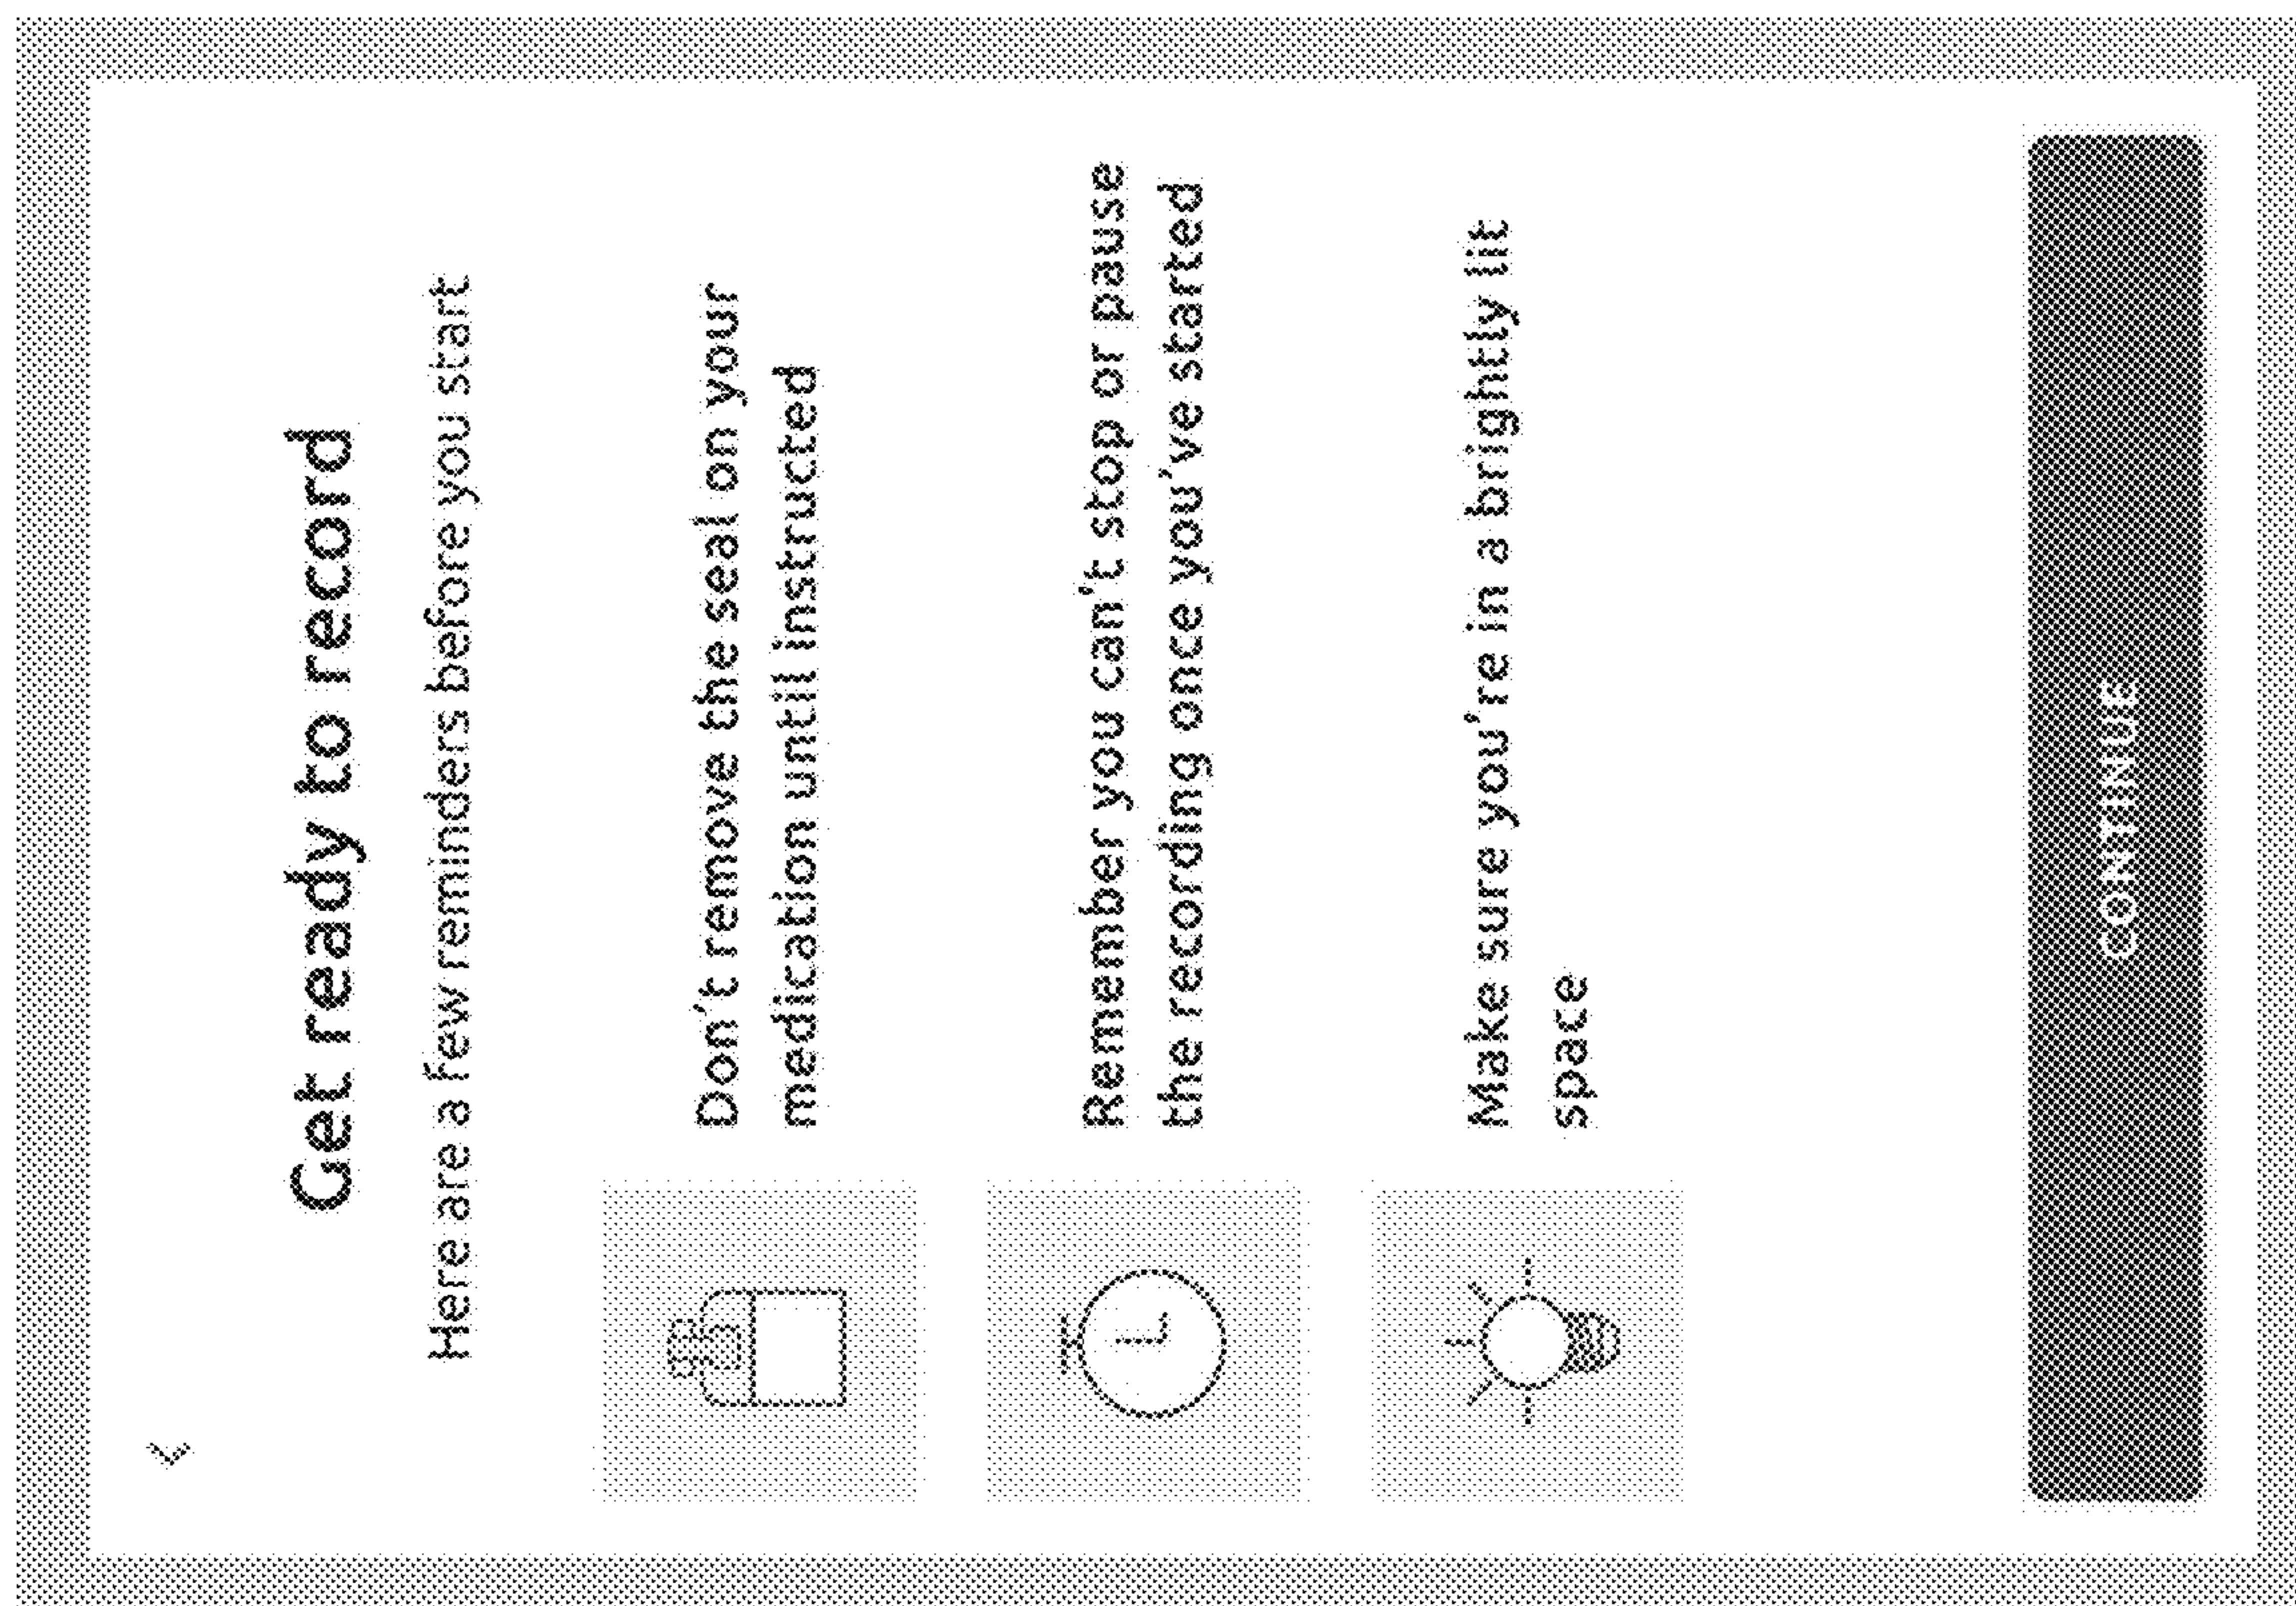 Get ready to record
Here are a few reminders before you start
Don't remove the seal on your
medication until instructed
Remember you can't stop or pause
the recording once you've started
Make sure you're in a brightly lit
space
CONTINUE